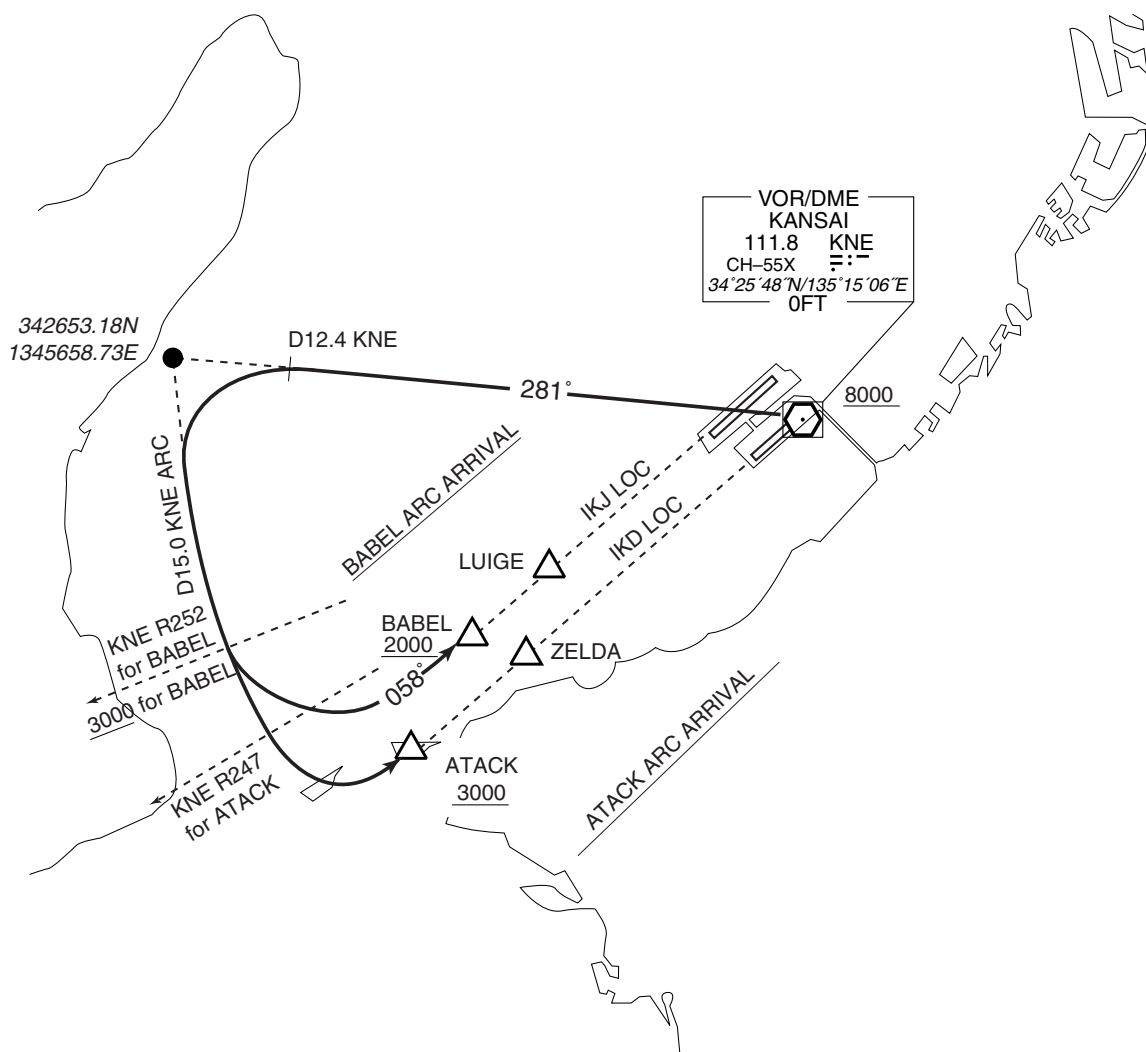 VOR/DME
KANSAI
111.8 KNE
CH–55X
34°25´48˝N/135°15´06˝E
0FT
342653.18N
1345658.73E
D12.4 KNE
281°
8000
D15.0 KNE ARC
BABEL ARC ARRIVAL
IKJ LOC
IKD LOC
LUIGE
KNE R252
for BABEL
3000 for BABEL
BABEL
2000
ZELDA
058°
KNE R247
for ATACK
ATACK
3000
ATACK ARC ARRIVAL